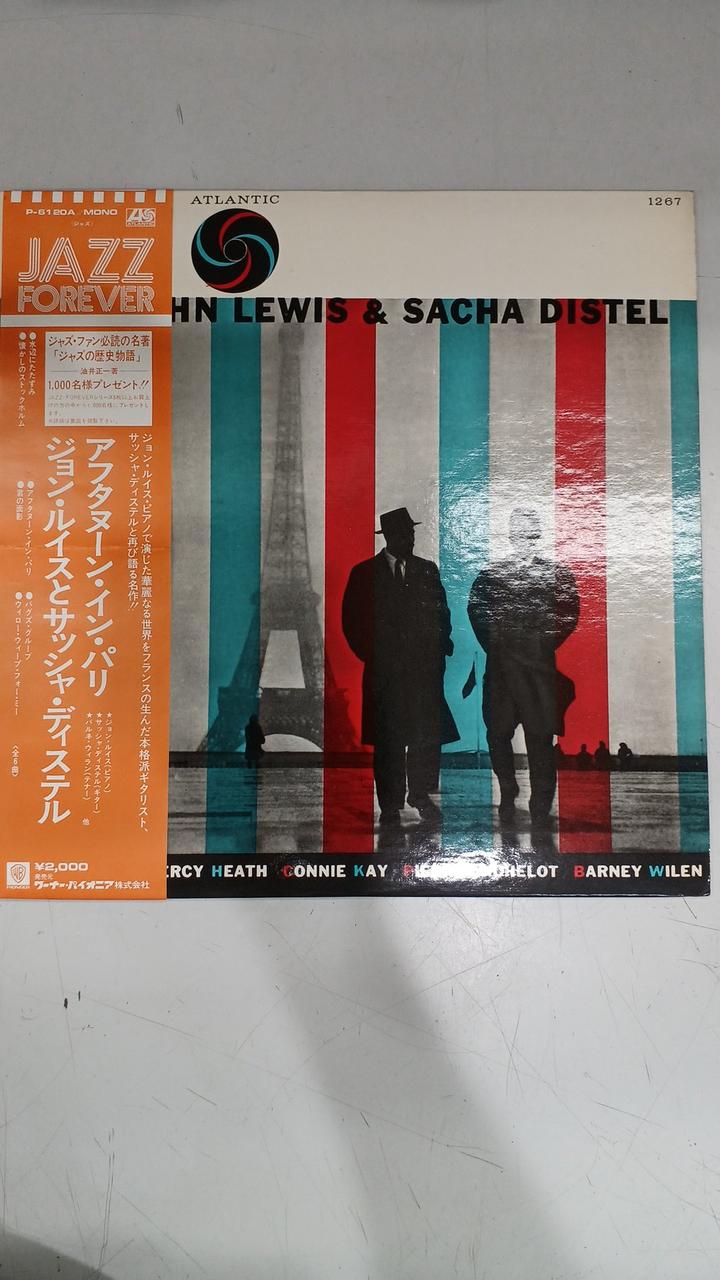 P-6120A／MONO
ATLANTIC
〈ジャズ〉
JAZZ
FOREVER
ジャズ・ファン必読の名著
「ジャズの歴史物語」
油井正一著
1,000名様プレゼント!!
ジョン・ルイス・ピアノで演じた華麗なる世界をフランスの生んだ本格派ギタリスト、
サッシャ・ディステルと再び語る名作!!
アフタヌーン・イン・パリ
ジョン・ルイスとサッシャ・ディステル
★ジョン・ルイス(ピアノ)
★サッシャ・ディステル(ギター)
★バルネ・ウィラン(テナー) 他
●水辺にたたずみ
●懐かしのストックホルム
●アフタヌーン・イン・パリ
●君の面影
●バグズ・グルーブ
●ウィロー・ウィープ・フォー・ミー
〈全6曲〉
¥2,000
発売元
ワーナー・パイオニア株式会社
PIONEER
ATLANTIC
1267
HN LEWIS & SACHA DISTEL
ERCY HEATH CONNIE KAY PIERRE MICHELOT BARNEY WILEN